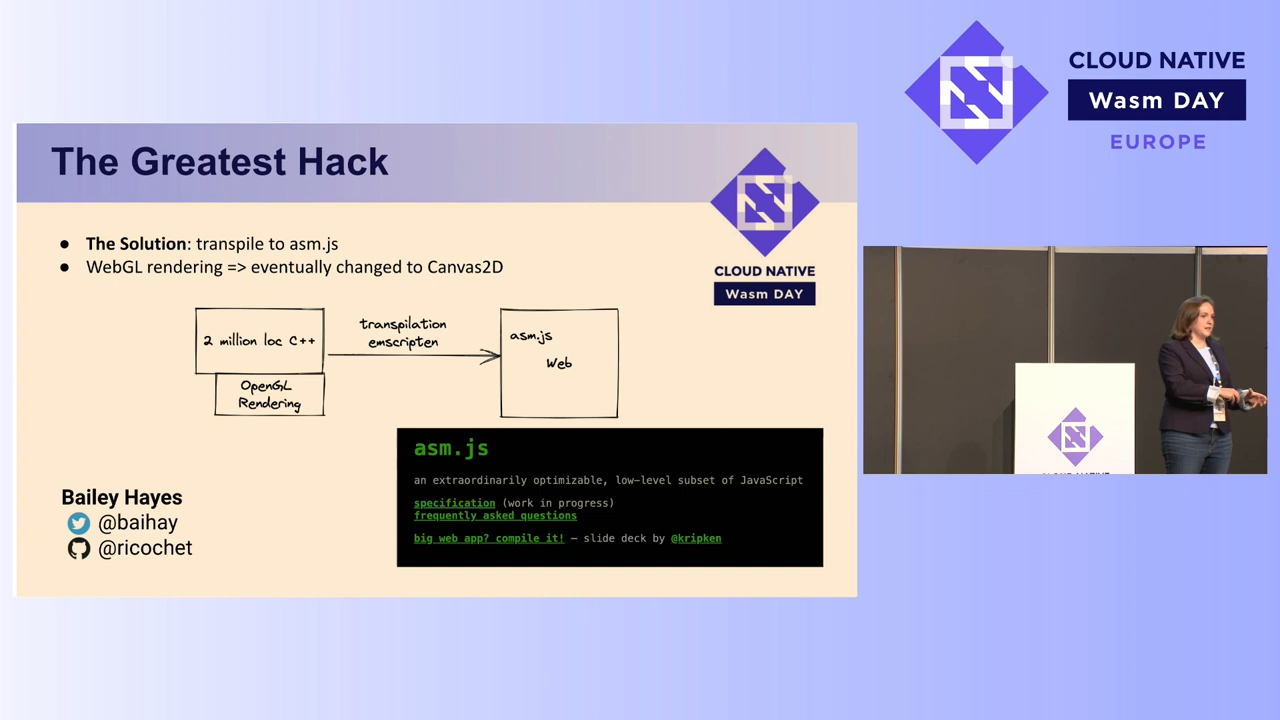 The Greatest Hack
● The Solution: transpile to asm.js
● WebGL rendering => eventually changed to Canvas2D
CLOUD NATIVE
Wasm DAY
2 million loc C++
OpenGL
Rendering
transpilation
emscripten
asm.js
Web
asm.js
an extraordinarily optimizable, low-level subset of JavaScript
specification (work in progress)
frequently asked questions
big web app? compile it! — slide deck by @kripken
Bailey Hayes
@baihay
@ricochet
CLOUD NATIVE
Wasm DAY
EUROPE